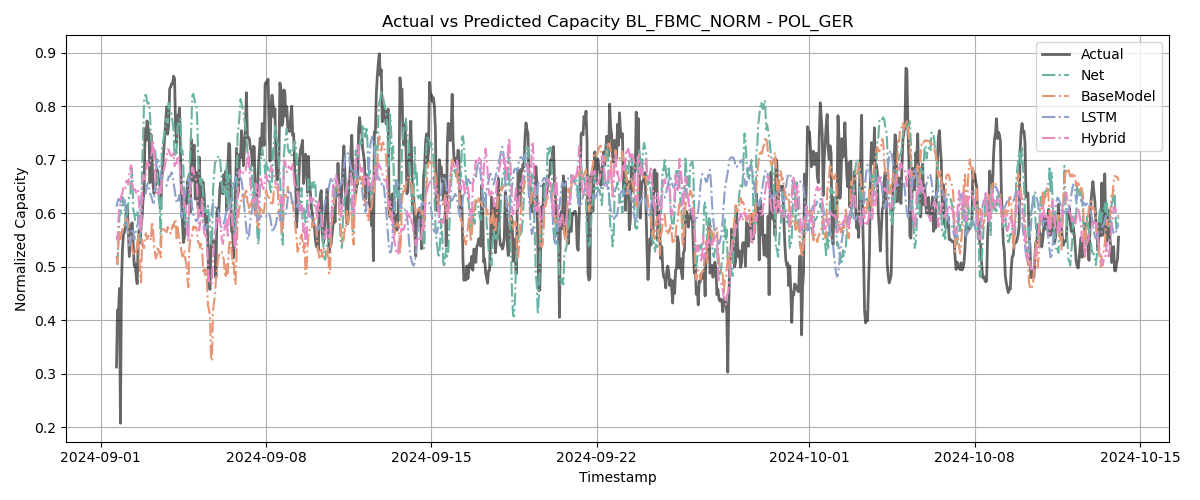 Actual vs Predicted Capacity BL_FBMC_NORM - POL_GER
Normalized Capacity
0.9
0.8
0.7
0.6
0.5
0.4
0.3
0.2
Actual
Net
BaseModel
LSTM
Hybrid
2024-09-01
2024-09-08
2024-09-15
2024-09-22
2024-10-01
2024-10-08
2024-10-15
Timestamp